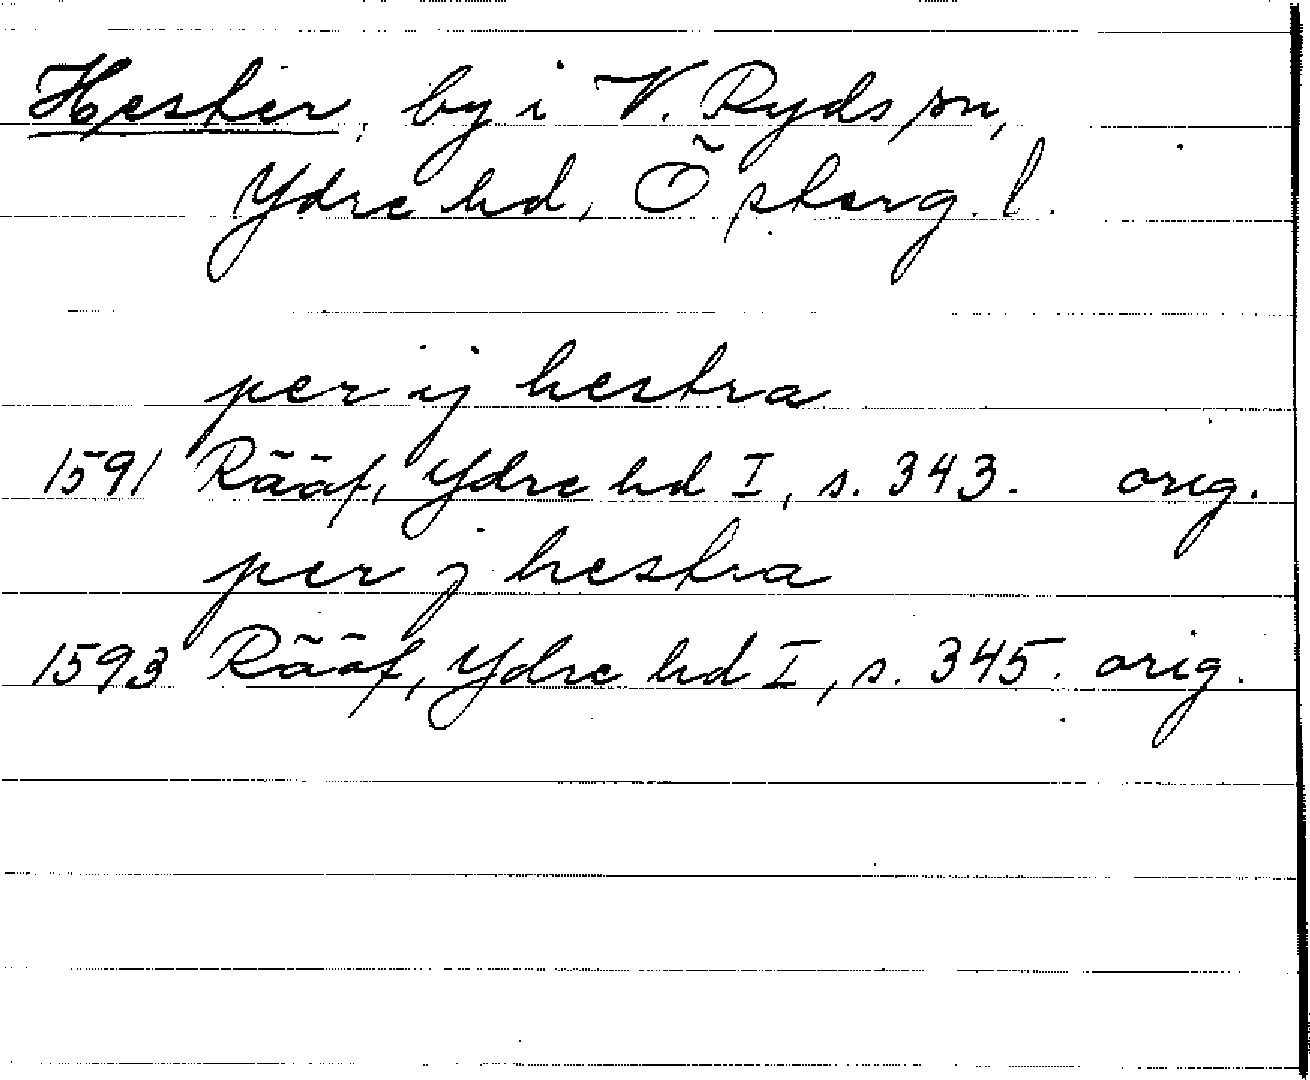 Hester, by i V. Ryds sn,
Ydre hd, Österg. l.
per ij hestra
1591 Rääf, Ydre hd I, s. 343. orig.
per j hestra
1593 Rääf, Ydre hd I, s. 345. orig.